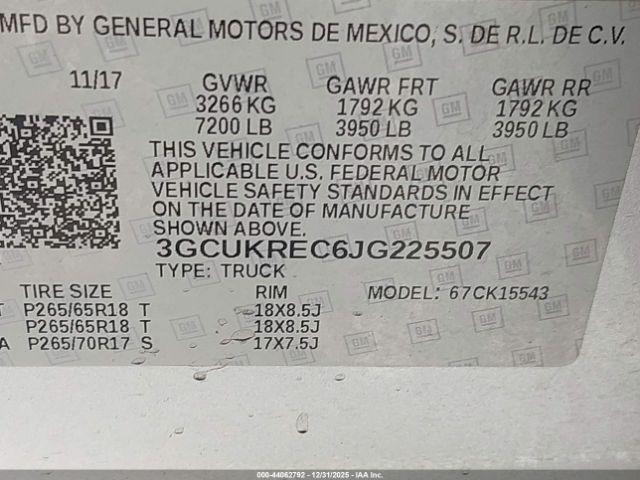 MFD BY GENERAL MOTORS DE MEXICO, S. DE R.L. DE C.V.
11/17 GVWR GAWR FRT GAWR RR
3266 KG 1792 KG 1792 KG
7200 LB 3950 LB 3950 LB
THIS VEHICLE CONFORMS TO ALL
APPLICABLE U.S. FEDERAL MOTOR
VEHICLE SAFETY STANDARDS IN EFFECT
ON THE DATE OF MANUFACTURE
SHOWN ABOVE.
3GCUKREC6JG225507
TYPE: TRUCK MODEL: 67CK15543
TIRE SIZE RIM
T P265/65R18 T 18X8.5J
P265/65R18 T 18X8.5J
A P265/70R17 S 17X7.5J
000-44062792 - 12/31/2025 - IAA Inc.